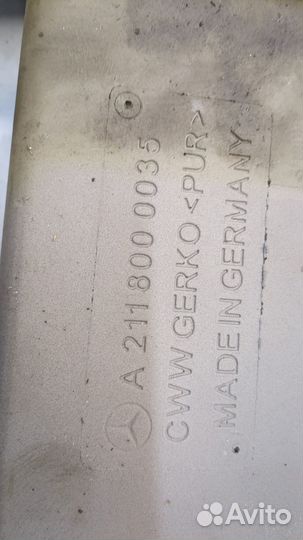 A 211 800 0035
CWW GERKO <PUR>
MADE IN GERMANY
Avito